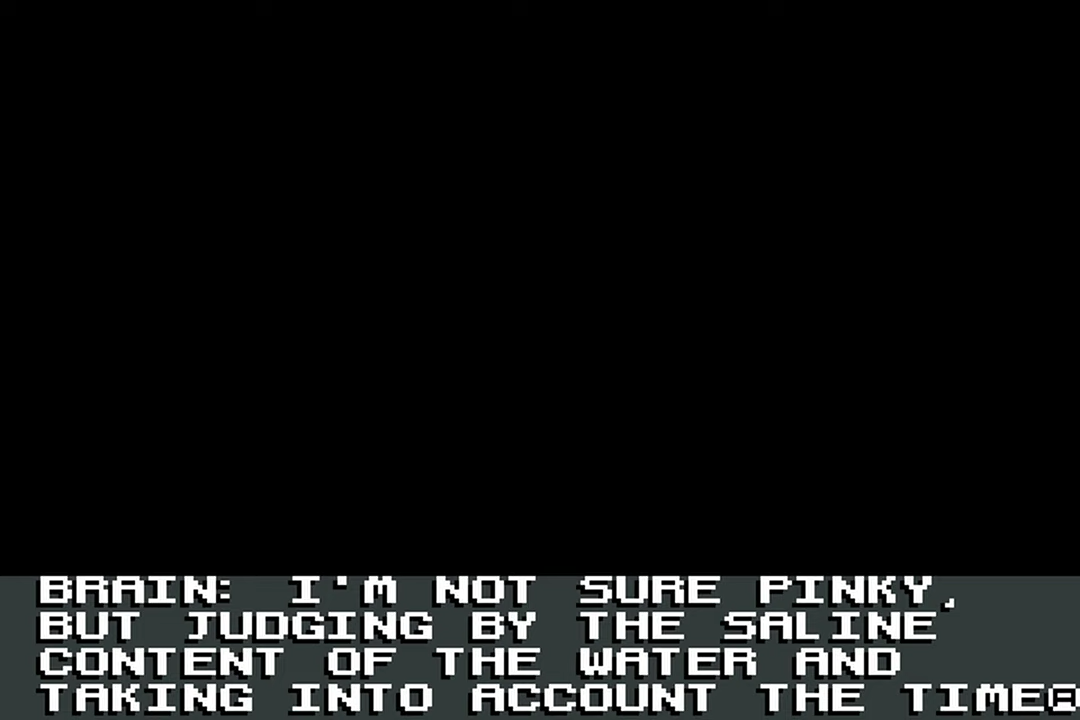 BRAIN: I'M NOT SURE PINKY,
BUT JUDGING BY THE SALINE
CONTENT OF THE WATER AND
TAKING INTO ACCOUNT THE TIME